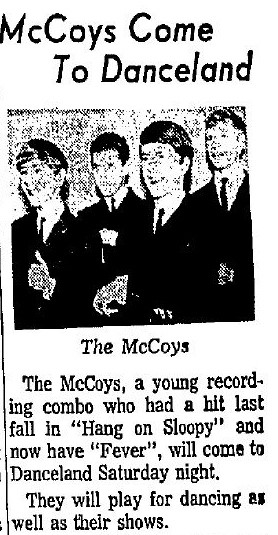 McCoys Come
To Danceland
The McCoys
The McCoys, a young record-
ing combo who had a hit last
fall in "Hang on Sloopy" and
now have "Fever", will come to
Danceland Saturday night.
They will play for dancing as
well as their shows.